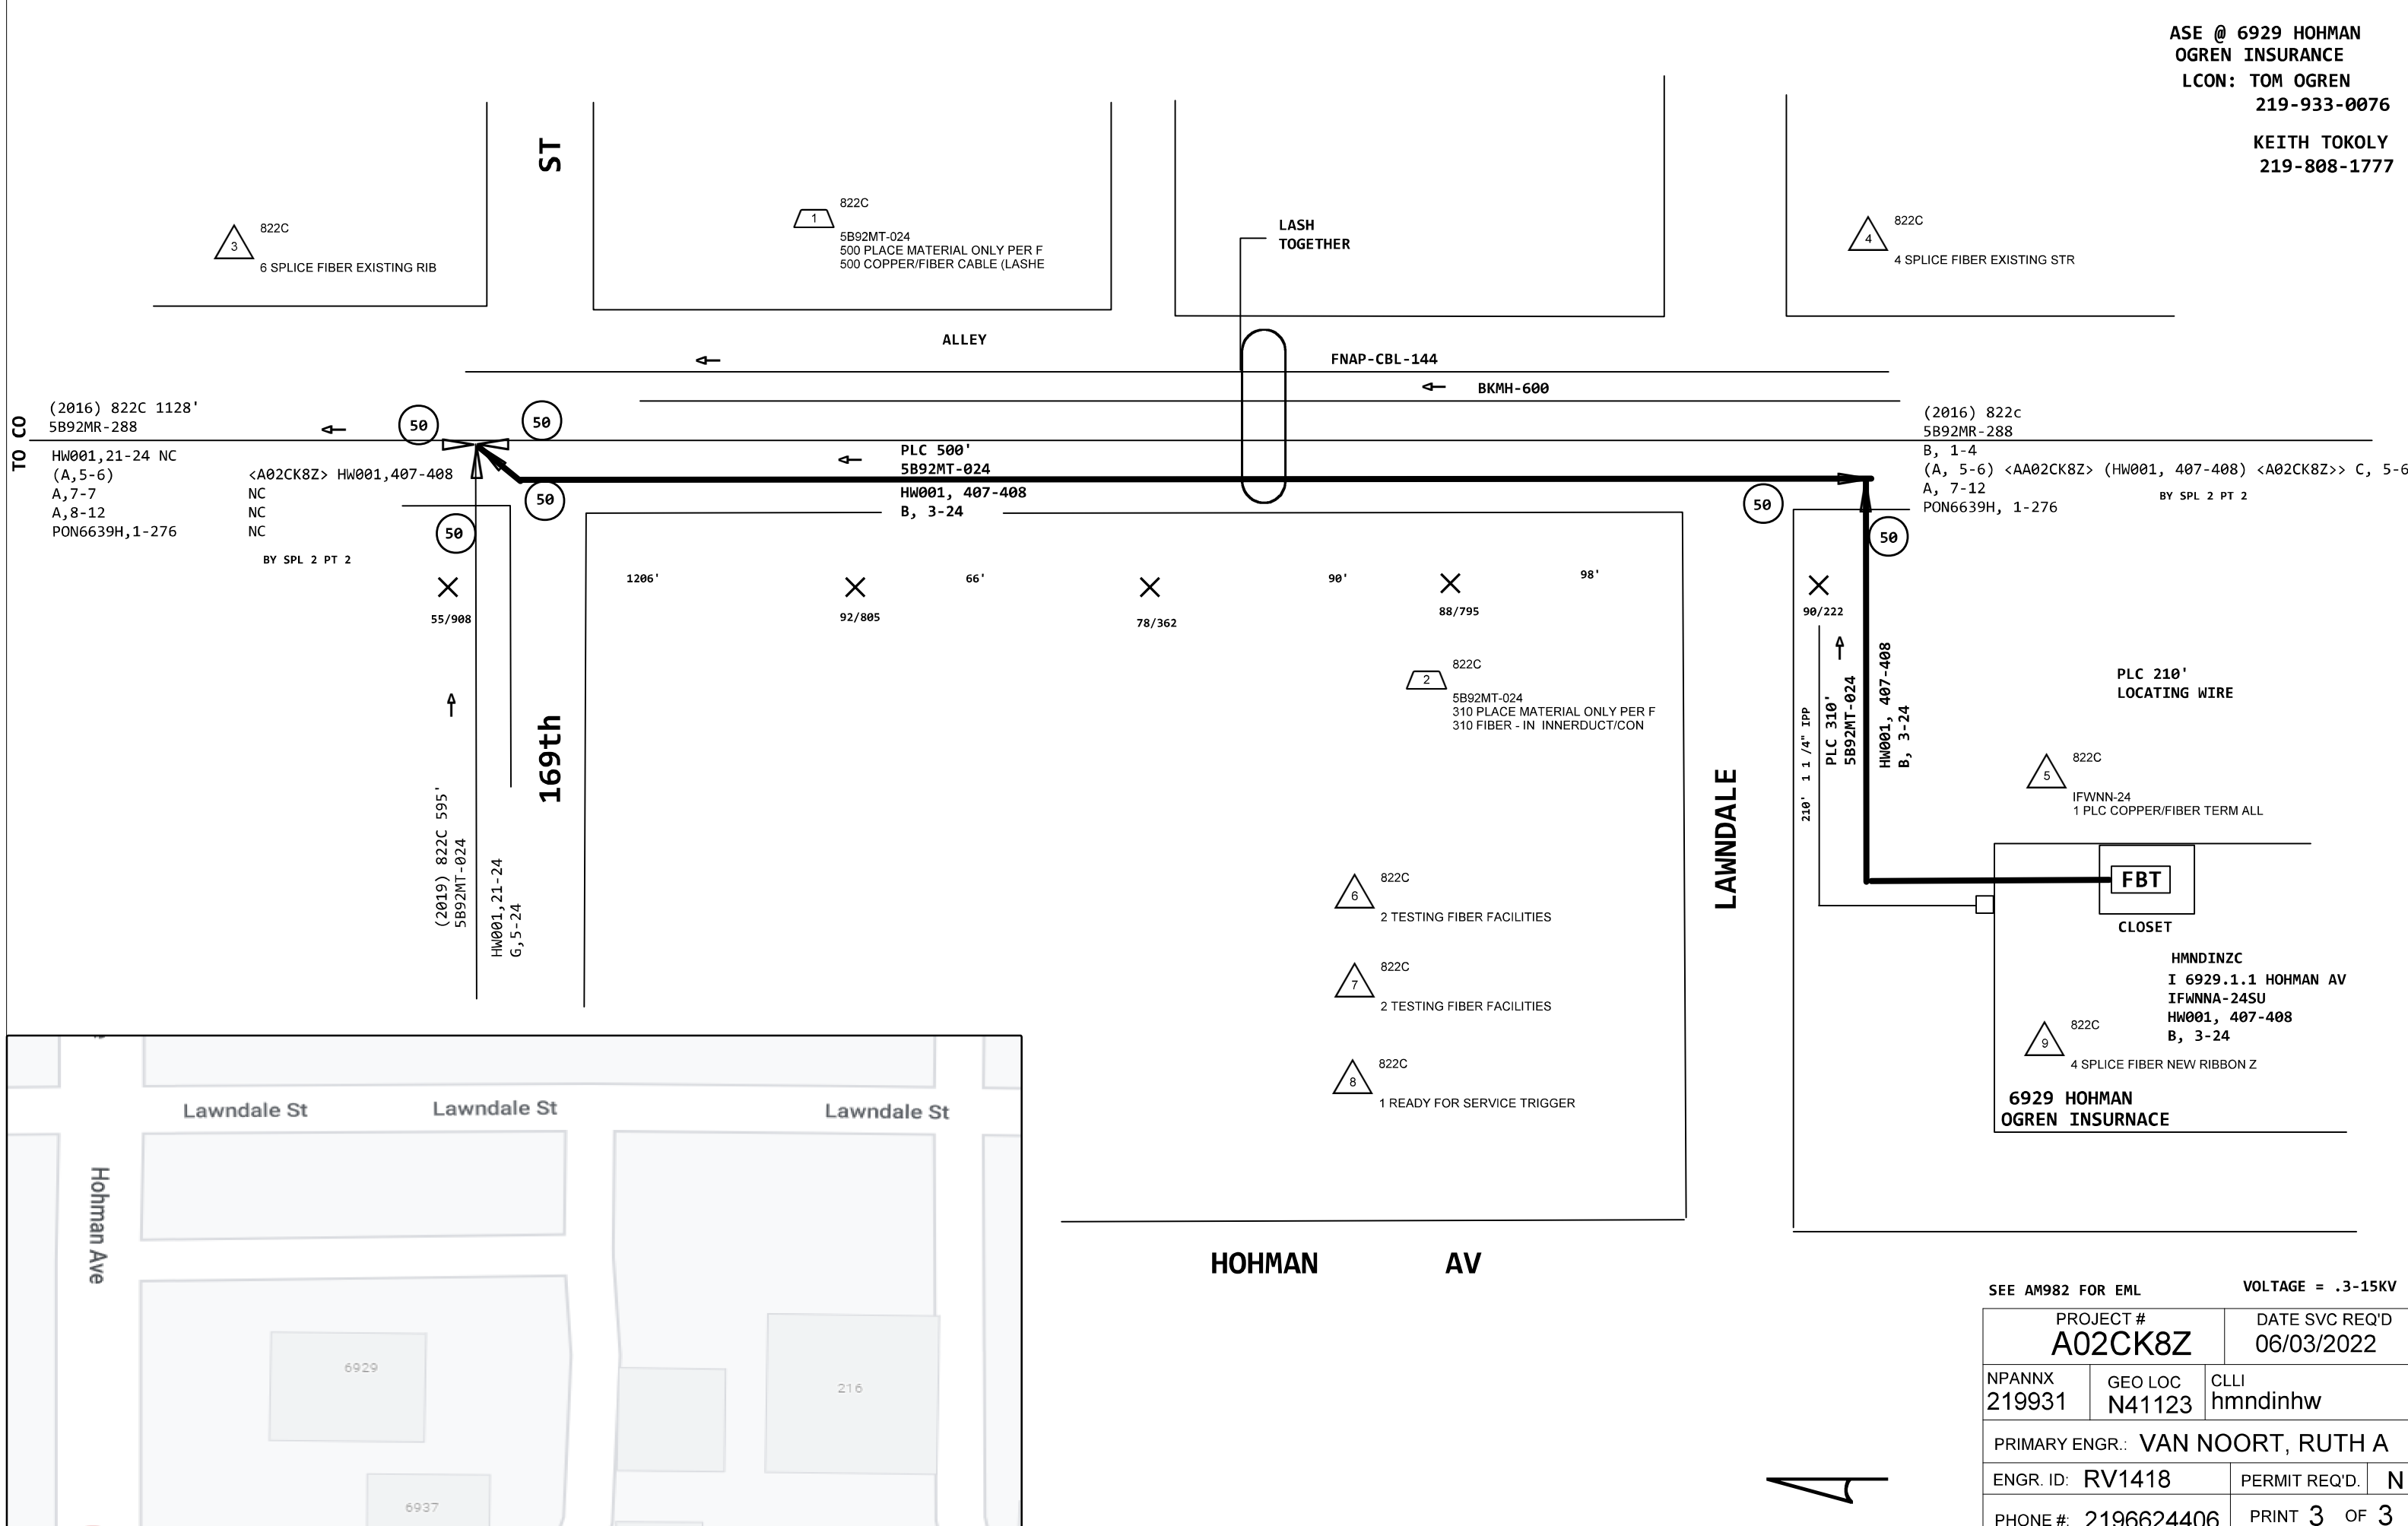 ASE @ 6929 HOHMAN
OGREN INSURANCE
LCON: TOM OGREN
219-933-0076
KEITH TOKOLY
219-808-1777
ST
3
822C
6 SPLICE FIBER EXISTING RIB
1
822C
5B92MT-024
500 PLACE MATERIAL ONLY PER F
500 COPPER/FIBER CABLE (LASHE
LASH
TOGETHER
4
822C
4 SPLICE FIBER EXISTING STR
ALLEY
FNAP-CBL-144
BKMH-600
TO CO
(2016) 822C 1128'
5B92MR-288
HW001,21-24 NC
(A,5-6) <A02CK8Z> HW001,407-408
A,7-7 NC
A,8-12 NC
PON6639H,1-276 NC
BY SPL 2 PT 2
50
50
50
50
PLC 500'
5B92MT-024
HW001, 407-408
B, 3-24
50
50
(2016) 822c
5B92MR-288
B, 1-4
(A, 5-6) <AA02CK8Z> (HW001, 407-408) <A02CK8Z>> C, 5-6
A, 7-12
BY SPL 2 PT 2
PON6639H, 1-276
55/908
1206'
92/805
66'
78/362
90'
88/795
98'
90/222
2
822C
5B92MT-024
310 PLACE MATERIAL ONLY PER F
310 FIBER - IN INNERDUCT/CON
169th
(2019) 822C 595'
5B92MT-024
HW001,21-24
G,5-24
LAWNDALE
210' 1 1 /4" IPP
PLC 310'
5B92MT-024
HW001, 407-408
B, 3-24
PLC 210'
LOCATING WIRE
5
822C
IFWNN-24
1 PLC COPPER/FIBER TERM ALL
FBT
CLOSET
6
822C
2 TESTING FIBER FACILITIES
7
822C
2 TESTING FIBER FACILITIES
8
822C
1 READY FOR SERVICE TRIGGER
HMNDINZC
I 6929.1.1 HOHMAN AV
IFWNNA-24SU
HW001, 407-408
B, 3-24
9
822C
4 SPLICE FIBER NEW RIBBON Z
6929 HOHMAN
OGREN INSURNACE
HOHMAN AV
Lawndale St
Lawndale St
Lawndale St
Hohman Ave
6929
216
6937
SEE AM982 FOR EML
VOLTAGE = .3-15KV
PROJECT #
A02CK8Z
DATE SVC REQ'D
06/03/2022
NPANNX
219931
GEO LOC
N41123
CLLI
hmndinhw
PRIMARY ENGR.: VAN NOORT, RUTH A
ENGR. ID: RV1418
PERMIT REQ'D. N
PHONE #: 2196624406
PRINT 3 OF 3